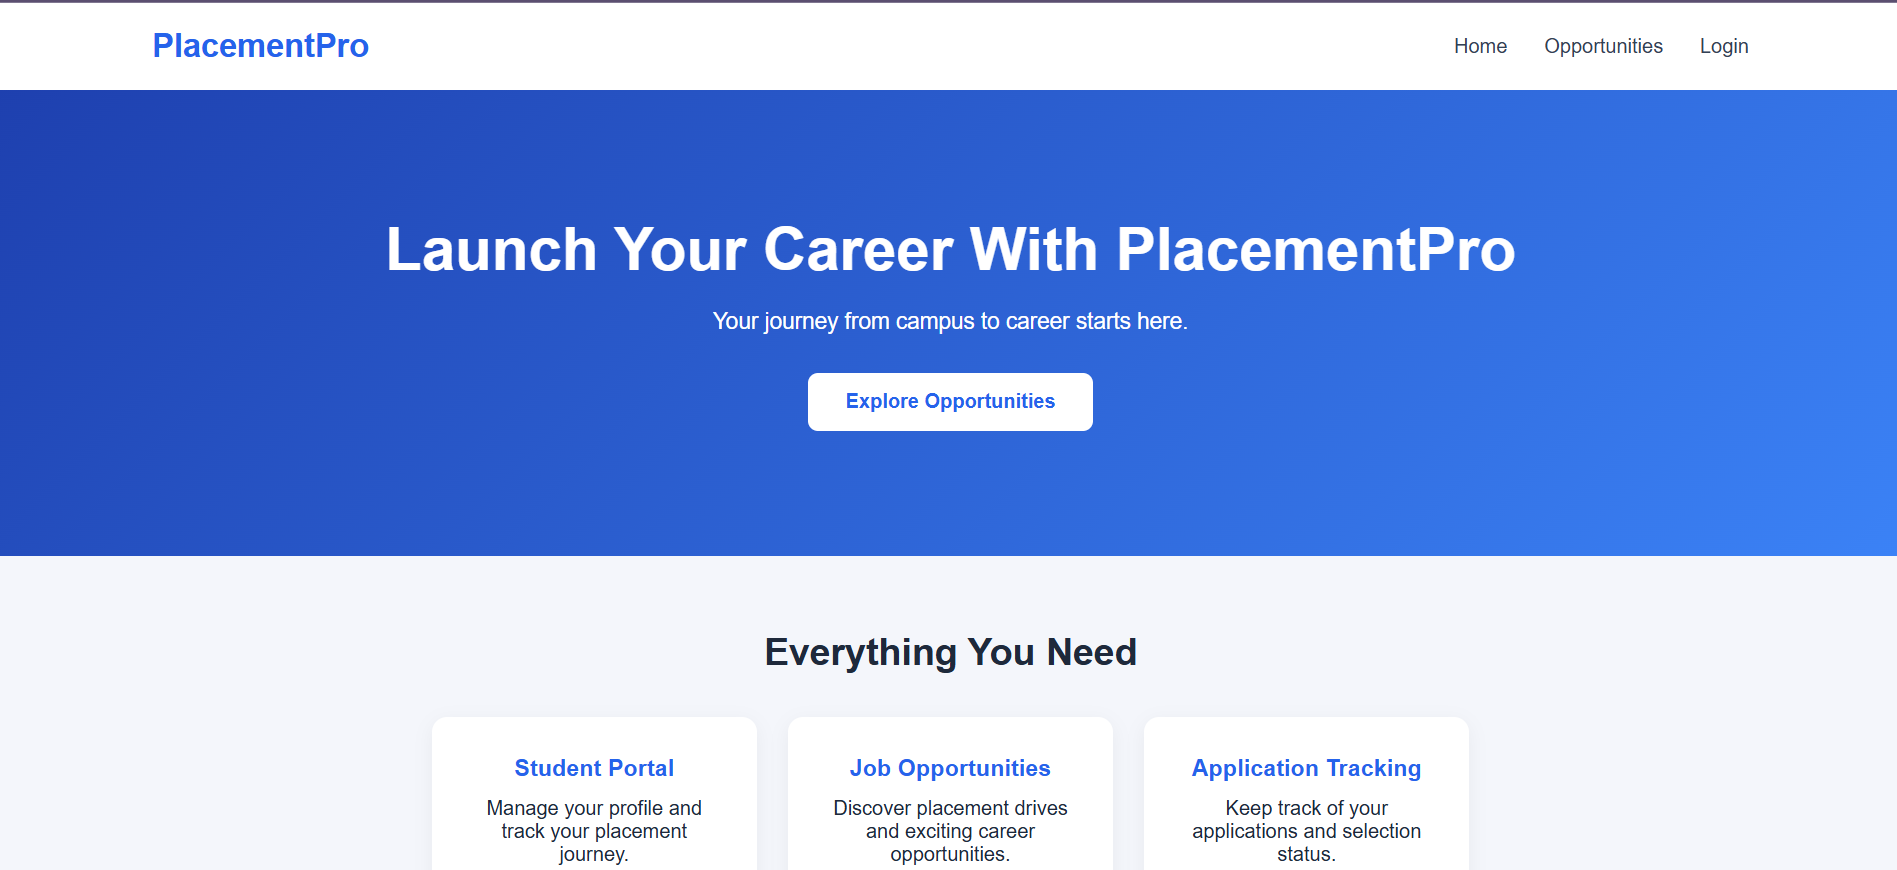 PlacementPro
Home Opportunities Login
Launch Your Career With PlacementPro
Your journey from campus to career starts here.
Explore Opportunities
Everything You Need
Student Portal
Manage your profile and
track your placement
journey.
Job Opportunities
Discover placement drives
and exciting career
opportunities.
Application Tracking
Keep track of your
applications and selection
status.